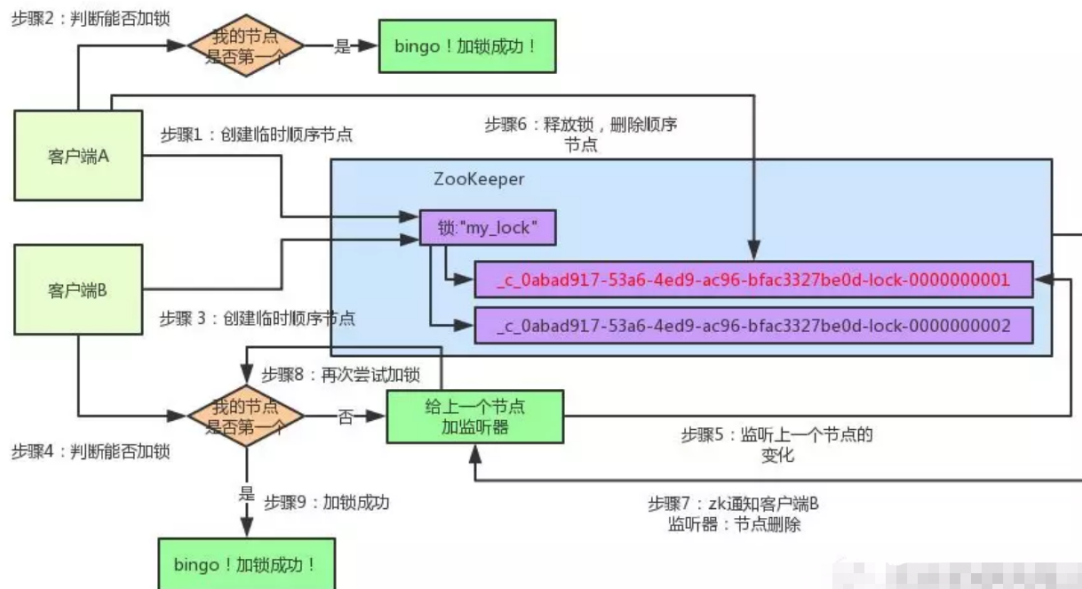 步骤2：判断能否加锁
我的节点
是否第一个
是
bingo！加锁成功！
客户端A
步骤1：创建临时顺序节点
步骤6：释放锁，删除顺序
节点
ZooKeeper
锁:"my_lock"
_c_0abad917-53a6-4ed9-ac96-bfac3327be0d-lock-0000000001
_c_0abad917-53a6-4ed9-ac96-bfac3327be0d-lock-0000000002
客户端B
步骤 3：创建临时顺序节点
步骤8：再次尝试加锁
我的节点
是否第一个
否
给上一个节点
加监听器
步骤4：判断能否加锁
步骤5：监听上一个节点的
变化
是
步骤9：加锁成功
步骤7：zk通知客户端B
监听器：节点删除
bingo！加锁成功！